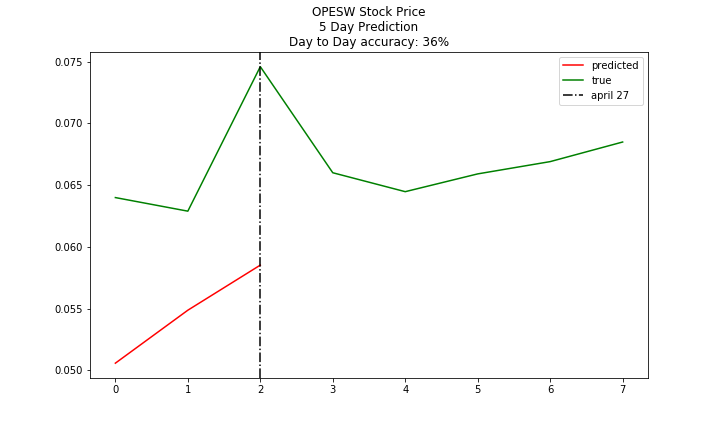 OPESW Stock Price
5 Day Prediction
Day to Day accuracy: 36%
predicted
true
april 27
0.075
0.070
0.065
0.060
0.055
0.050
0 1 2 3 4 5 6 7